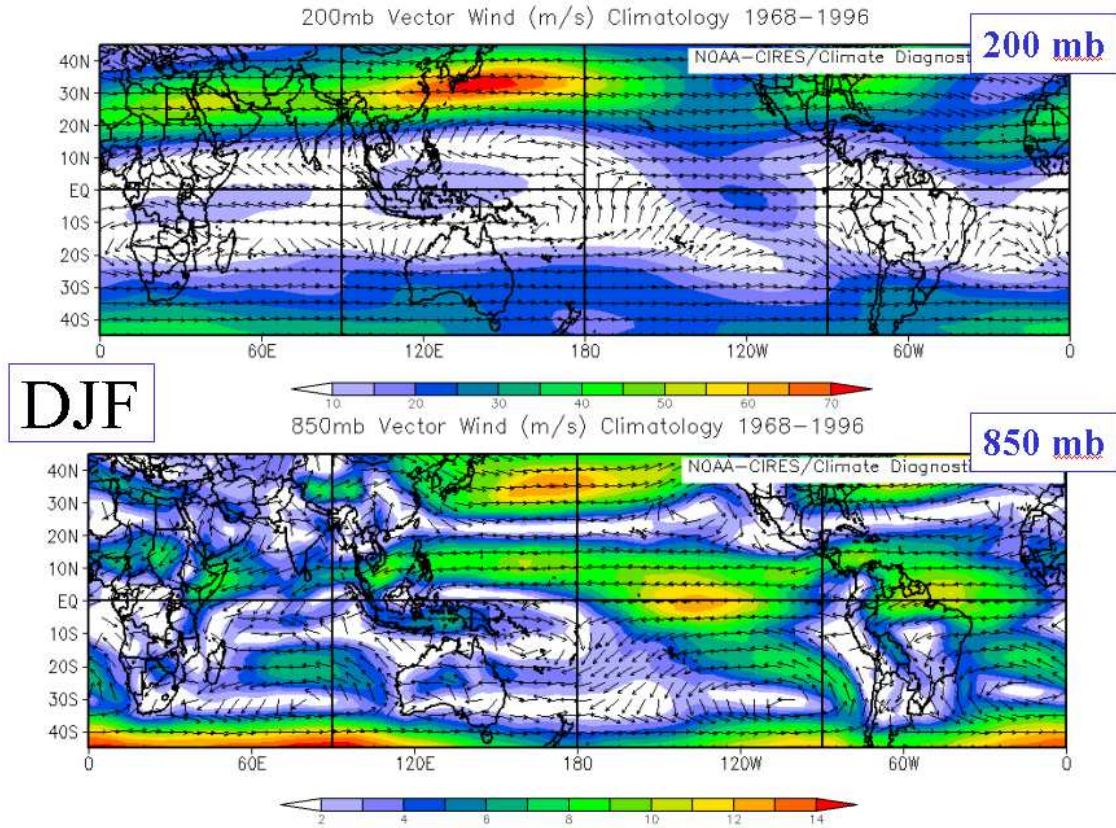 200mb Vector Wind (m/s) Climatology 1968-1996
200 mb
NOAA-CIRES/Climate Diagnosti
40N
30N
20N
10N
EQ
10S
20S
30S
40S
0 60E 120E 180 120W 60W 0
10 20 30 40 50 60 70
DJF
850mb Vector Wind (m/s) Climatology 1968-1996
850 mb
NOAA-CIRES/Climate Diagnosti
40N
30N
20N
10N
EQ
10S
20S
30S
40S
0 60E 120E 180 120W 60W 0
2 4 6 8 10 12 14